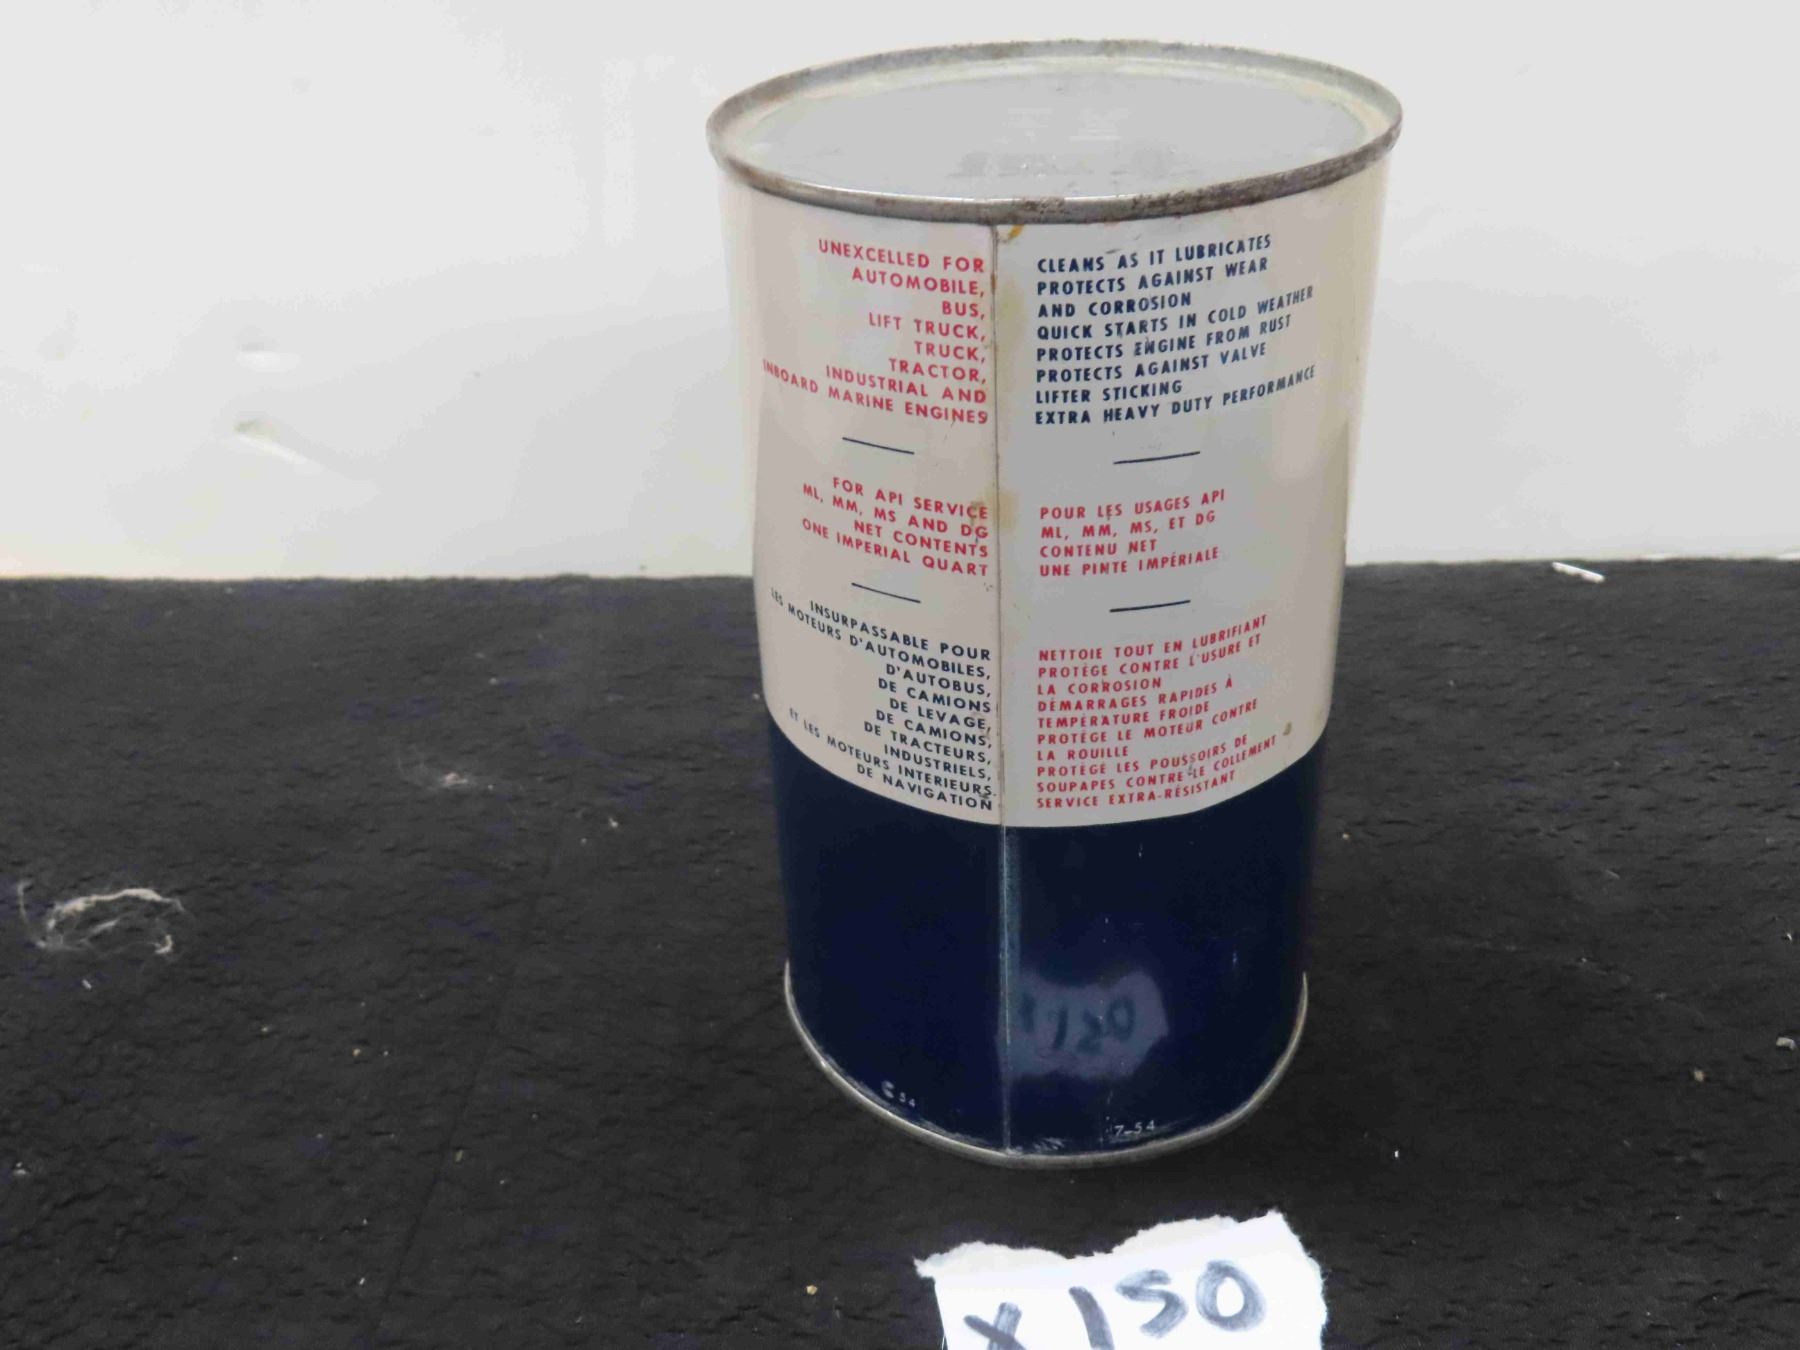 UNEXCELLED FOR
AUTOMOBILE,
BUS,
LIFT TRUCK,
TRUCK,
TRACTOR,
INDUSTRIAL AND
INBOARD MARINE ENGINES
FOR API SERVICE
ML, MM, MS AND DG
NET CONTENTS
ONE IMPERIAL QUART
INSURPASSABLE POUR
LES MOTEURS D'AUTOMOBILES,
D'AUTOBUS,
DE CAMIONS
DE LEVAGE,
DE CAMIONS,
DE TRACTEURS,
INDUSTRIELS,
ET LES MOTEURS INTERIEURS
DE NAVIGATION
CLEANS AS IT LUBRICATES
PROTECTS AGAINST WEAR
AND CORROSION
QUICK STARTS IN COLD WEATHER
PROTECTS ENGINE FROM RUST
PROTECTS AGAINST VALVE
LIFTER STICKING
EXTRA HEAVY DUTY PERFORMANCE
POUR LES USAGES API
ML, MM, MS, ET DG
CONTENU NET
UNE PINTE IMPÉRIALE
NETTOIE TOUT EN LUBRIFIANT
PROTÈGE CONTRE L'USURE ET
LA CORROSION
DÉMARRAGES RAPIDES À
TEMPÉRATURE FROIDE
PROTÈGE LE MOTEUR CONTRE
LA ROUILLE
PROTÈGE LES POUSSOIRS DE
SOUPAPES CONTRE LE COLLEMENT
SERVICE EXTRA-RÉSISTANT
54
7-54
X150